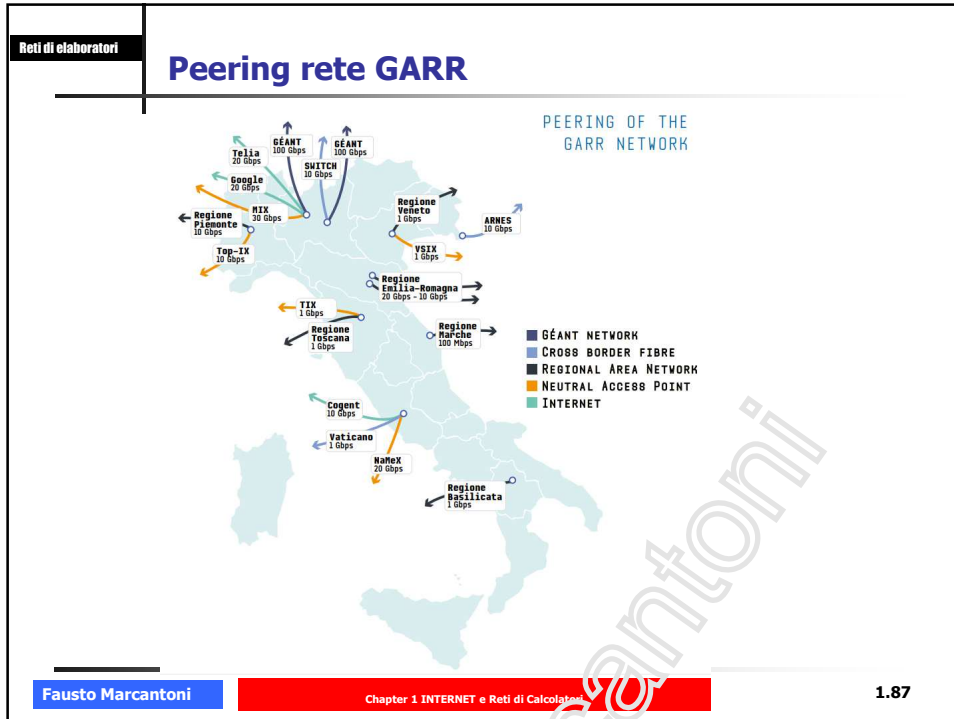 Reti di elaboratori
Peering rete GARR
PEERING OF THE
GARR NETWORK
GÉANT
100 Gbps
GÉANT
100 Gbps
Telia
20 Gbps
SWITCH
10 Gbps
Google
20 Gbps
MIX
30 Gbps
Regione
Piemonte
10 Gbps
Top-IX
10 Gbps
Regione
Veneto
1 Gbps
ARNES
10 Gbps
VSIX
1 Gbps
Regione
Emilia-Romagna
20 Gbps - 10 Gbps
TIX
1 Gbps
Regione
Toscana
1 Gbps
Regione
Marche
100 Mbps
GÉANT NETWORK
CROSS BORDER FIBRE
REGIONAL AREA NETWORK
NEUTRAL ACCESS POINT
INTERNET
Cogent
10 Gbps
Vaticano
1 Gbps
NaMeX
20 Gbps
Regione
Basilicata
1 Gbps
Fausto Marcantoni
Chapter 1 INTERNET e Reti di Calcolatori
1.87